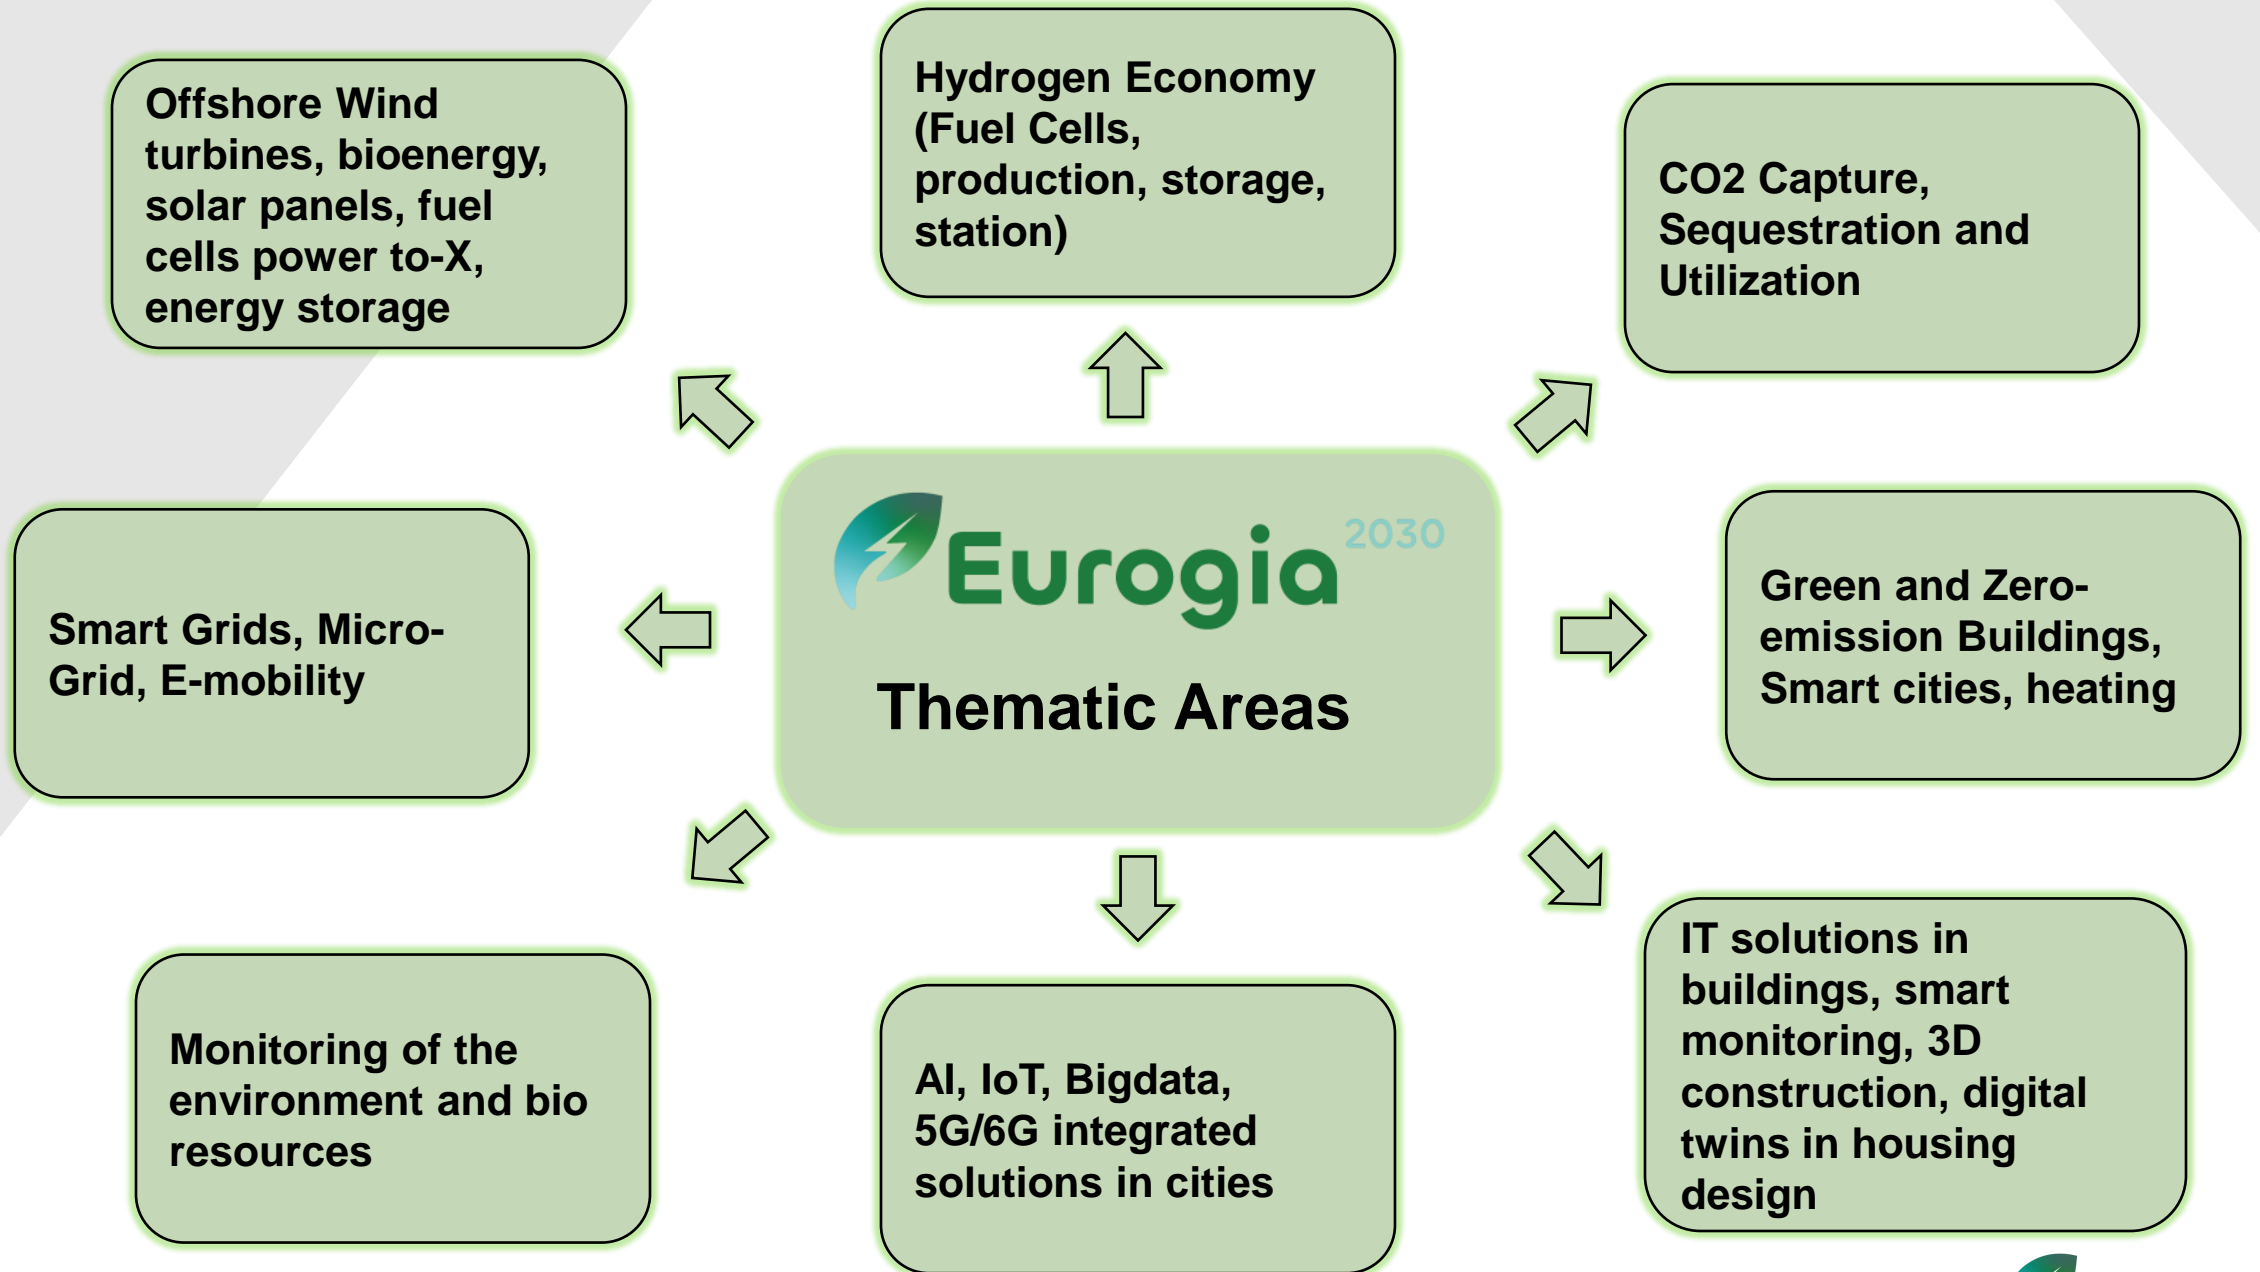 Offshore Wind
turbines, bioenergy,
solar panels, fuel
cells power to-X,
energy storage
Hydrogen Economy
(Fuel Cells,
production, storage,
station)
CO2 Capture,
Sequestration and
Utilization
Smart Grids, Micro-
Grid, E-mobility
Eurogia 2030
Thematic Areas
Green and Zero-
emission Buildings,
Smart cities, heating
Monitoring of the
environment and bio
resources
AI, IoT, Bigdata,
5G/6G integrated
solutions in cities
IT solutions in
buildings, smart
monitoring, 3D
construction, digital
twins in housing
design